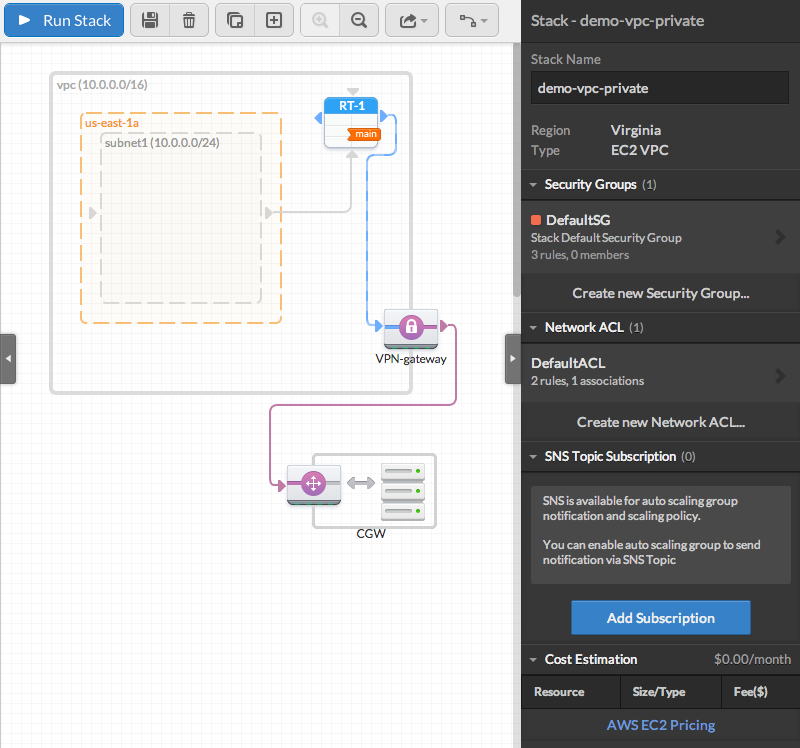 Run Stack
vpc (10.0.0.0/16)
us-east-1a
subnet1 (10.0.0.0/24)
RT-1
main
VPN-gateway
CGW
Stack - demo-vpc-private
Stack Name
demo-vpc-private
Region Virginia
Type EC2 VPC
Security Groups (1)
DefaultSG
Stack Default Security Group
3 rules, 0 members
Create new Security Group...
Network ACL (1)
DefaultACL
2 rules, 1 associations
Create new Network ACL...
SNS Topic Subscription (0)
SNS is available for auto scaling group
notification and scaling policy.
You can enable auto scaling group to send
notification via SNS Topic
Add Subscription
Cost Estimation $0.00/month
Resource Size/Type Fee($)
AWS EC2 Pricing